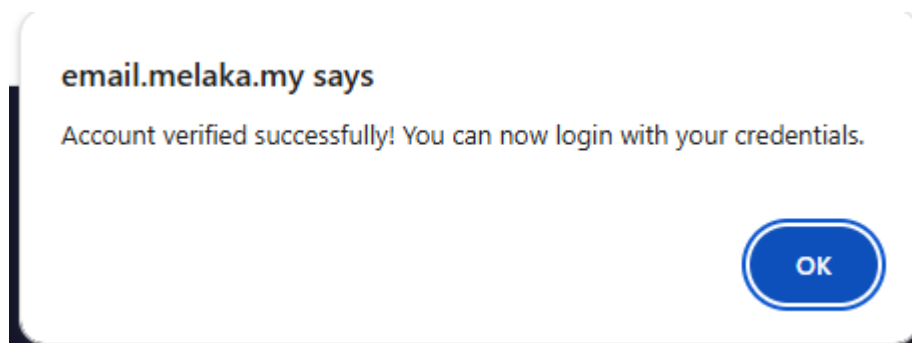 email.melaka.my says
Account verified successfully! You can now login with your credentials.
OK